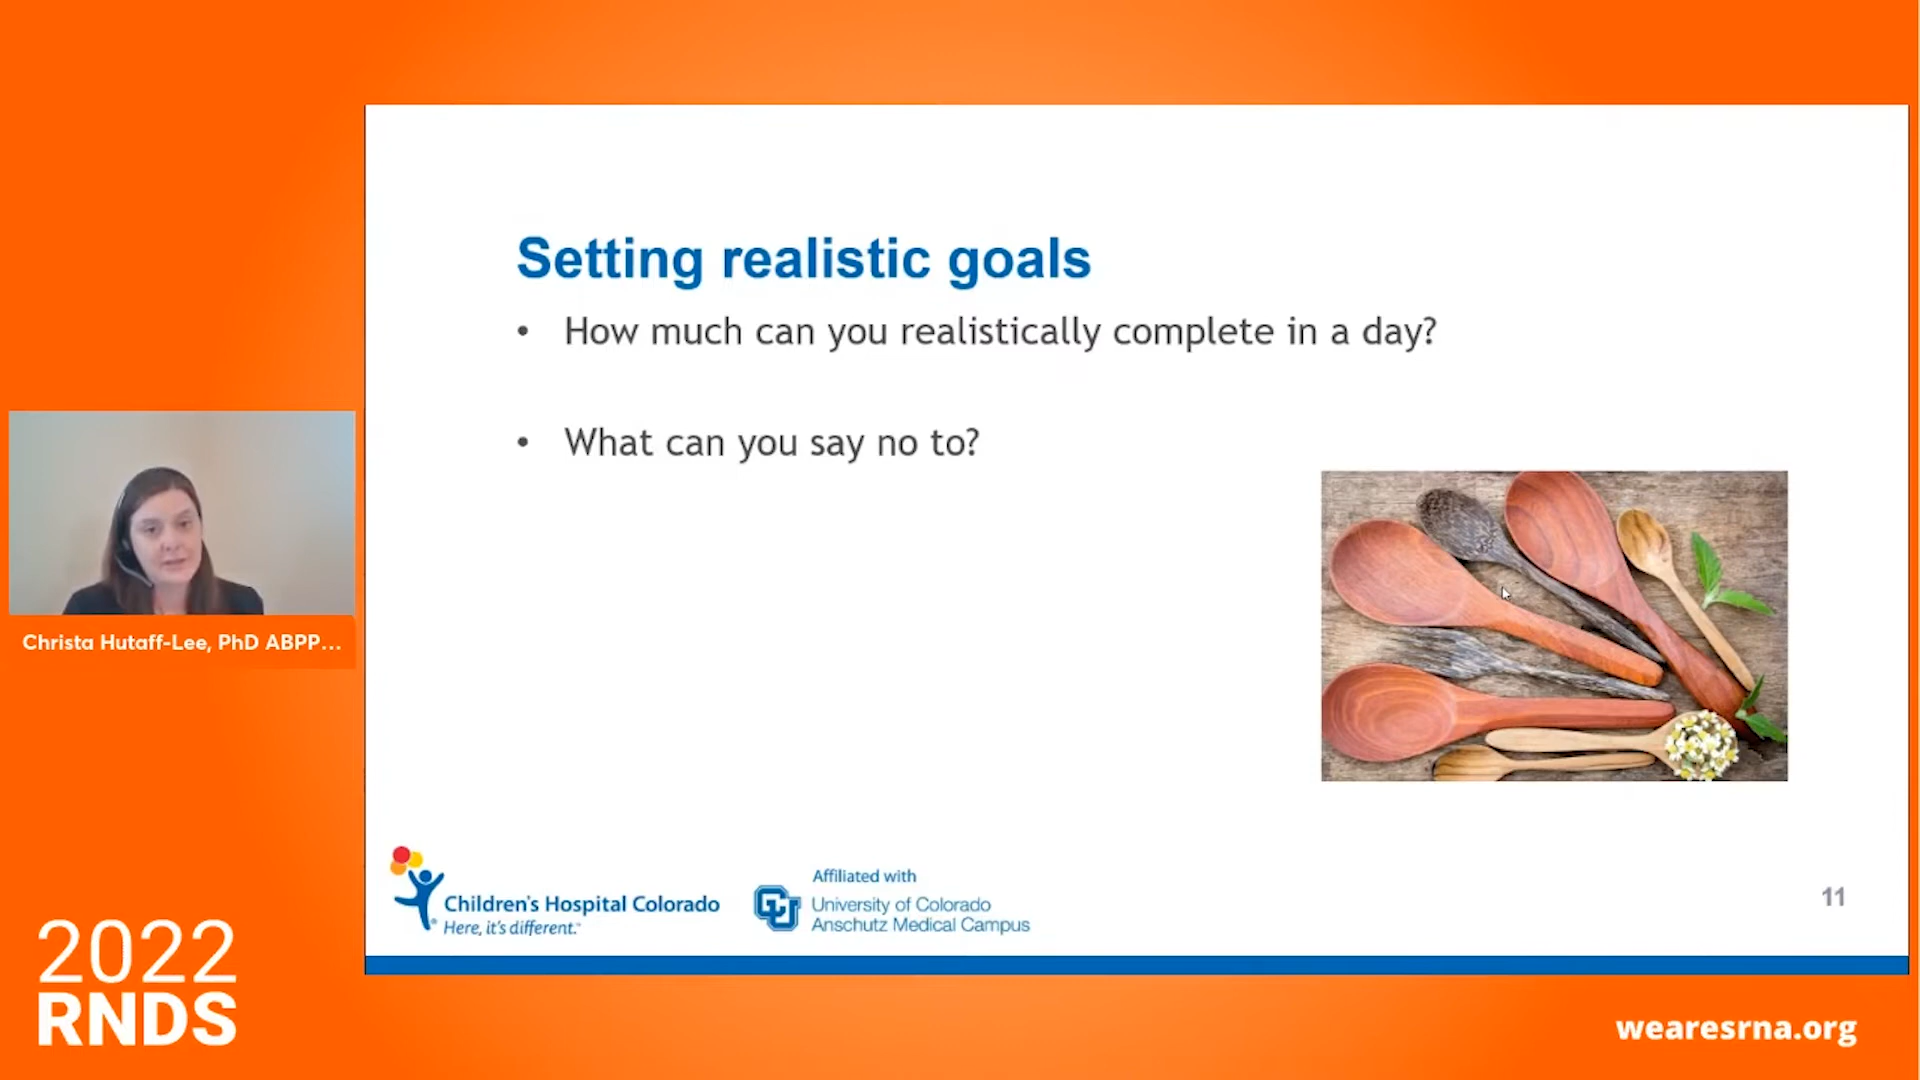 Setting realistic goals
• How much can you realistically complete in a day?
• What can you say no to?
Christa Hutaff-Lee, PhD ABPP...
Children's Hospital Colorado
Here, it's different.™
Affiliated with
CU
University of Colorado
Anschutz Medical Campus
11
2022
RNDS
wearesrna.org